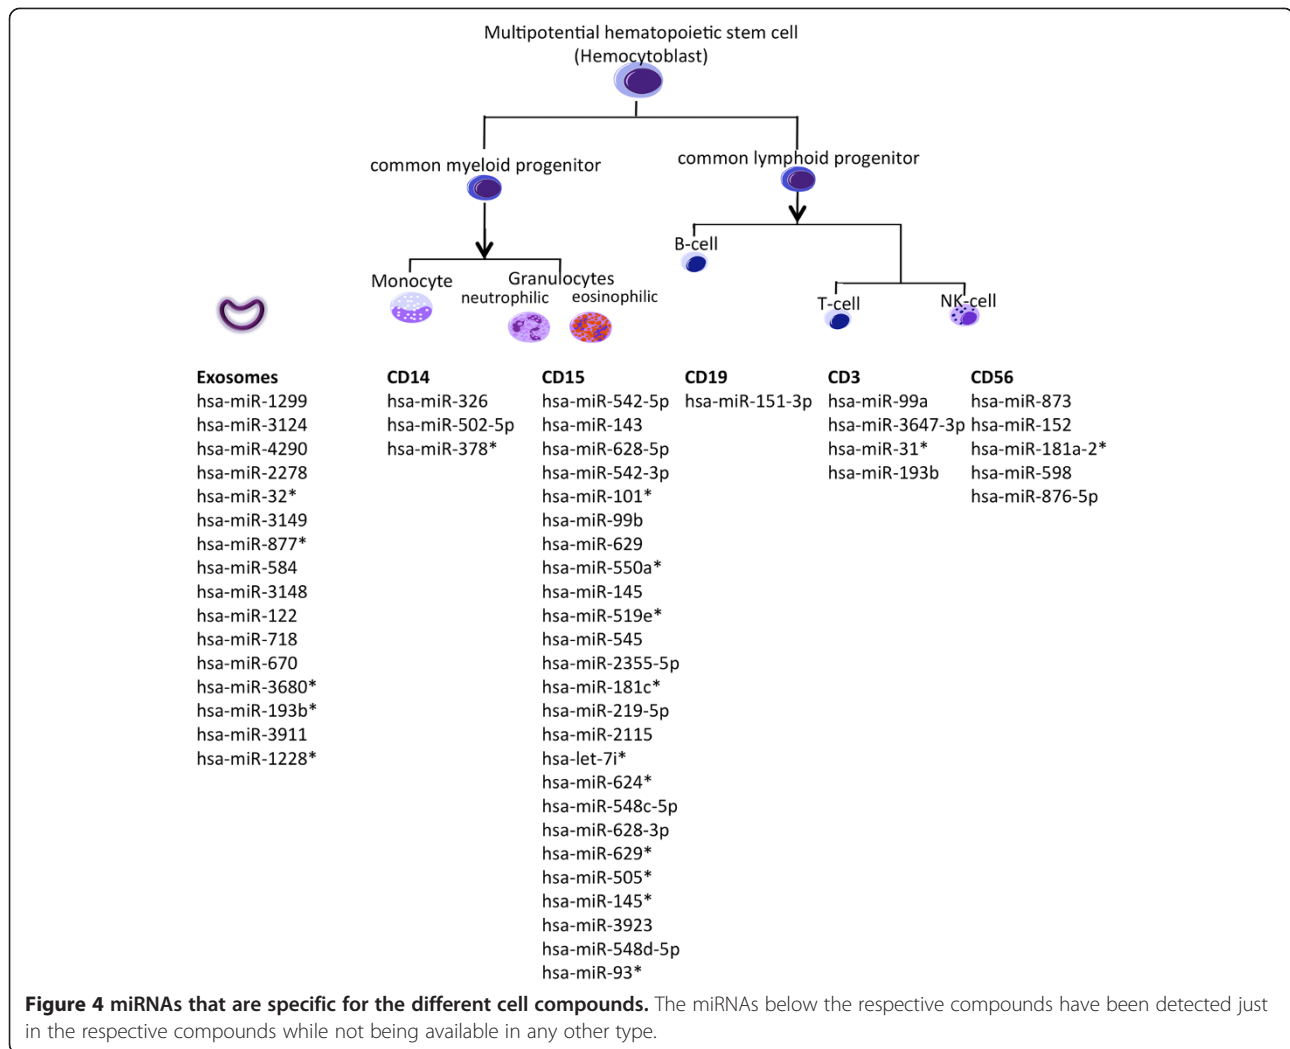 Multipotential hematopoietic stem cell
(Hemocytoblast)
common myeloid progenitor
common lymphoid progenitor
B-cell
Monocyte
Granulocytes
neutrophilic
eosinophilic
T-cell
NK-cell
Exosomes
hsa-miR-1299
hsa-miR-3124
hsa-miR-4290
hsa-miR-2278
hsa-miR-32*
hsa-miR-3149
hsa-miR-877*
hsa-miR-584
hsa-miR-3148
hsa-miR-122
hsa-miR-718
hsa-miR-670
hsa-miR-3680*
hsa-miR-193b*
hsa-miR-3911
hsa-miR-1228*
CD14
hsa-miR-326
hsa-miR-502-5p
hsa-miR-378*
CD15
hsa-miR-542-5p
hsa-miR-143
hsa-miR-628-5p
hsa-miR-542-3p
hsa-miR-101*
hsa-miR-99b
hsa-miR-629
hsa-miR-550a*
hsa-miR-145
hsa-miR-519e*
hsa-miR-545
hsa-miR-2355-5p
hsa-miR-181c*
hsa-miR-219-5p
hsa-miR-2115
hsa-let-7i*
hsa-miR-624*
hsa-miR-548c-5p
hsa-miR-628-3p
hsa-miR-629*
hsa-miR-505*
hsa-miR-145*
hsa-miR-3923
hsa-miR-548d-5p
hsa-miR-93*
CD19
hsa-miR-151-3p
CD3
hsa-miR-99a
hsa-miR-3647-3p
hsa-miR-31*
hsa-miR-193b
CD56
hsa-miR-873
hsa-miR-152
hsa-miR-181a-2*
hsa-miR-598
hsa-miR-876-5p
Figure 4 miRNAs that are specific for the different cell compounds. The miRNAs below the respective compounds have been detected just
in the respective compounds while not being available in any other type.